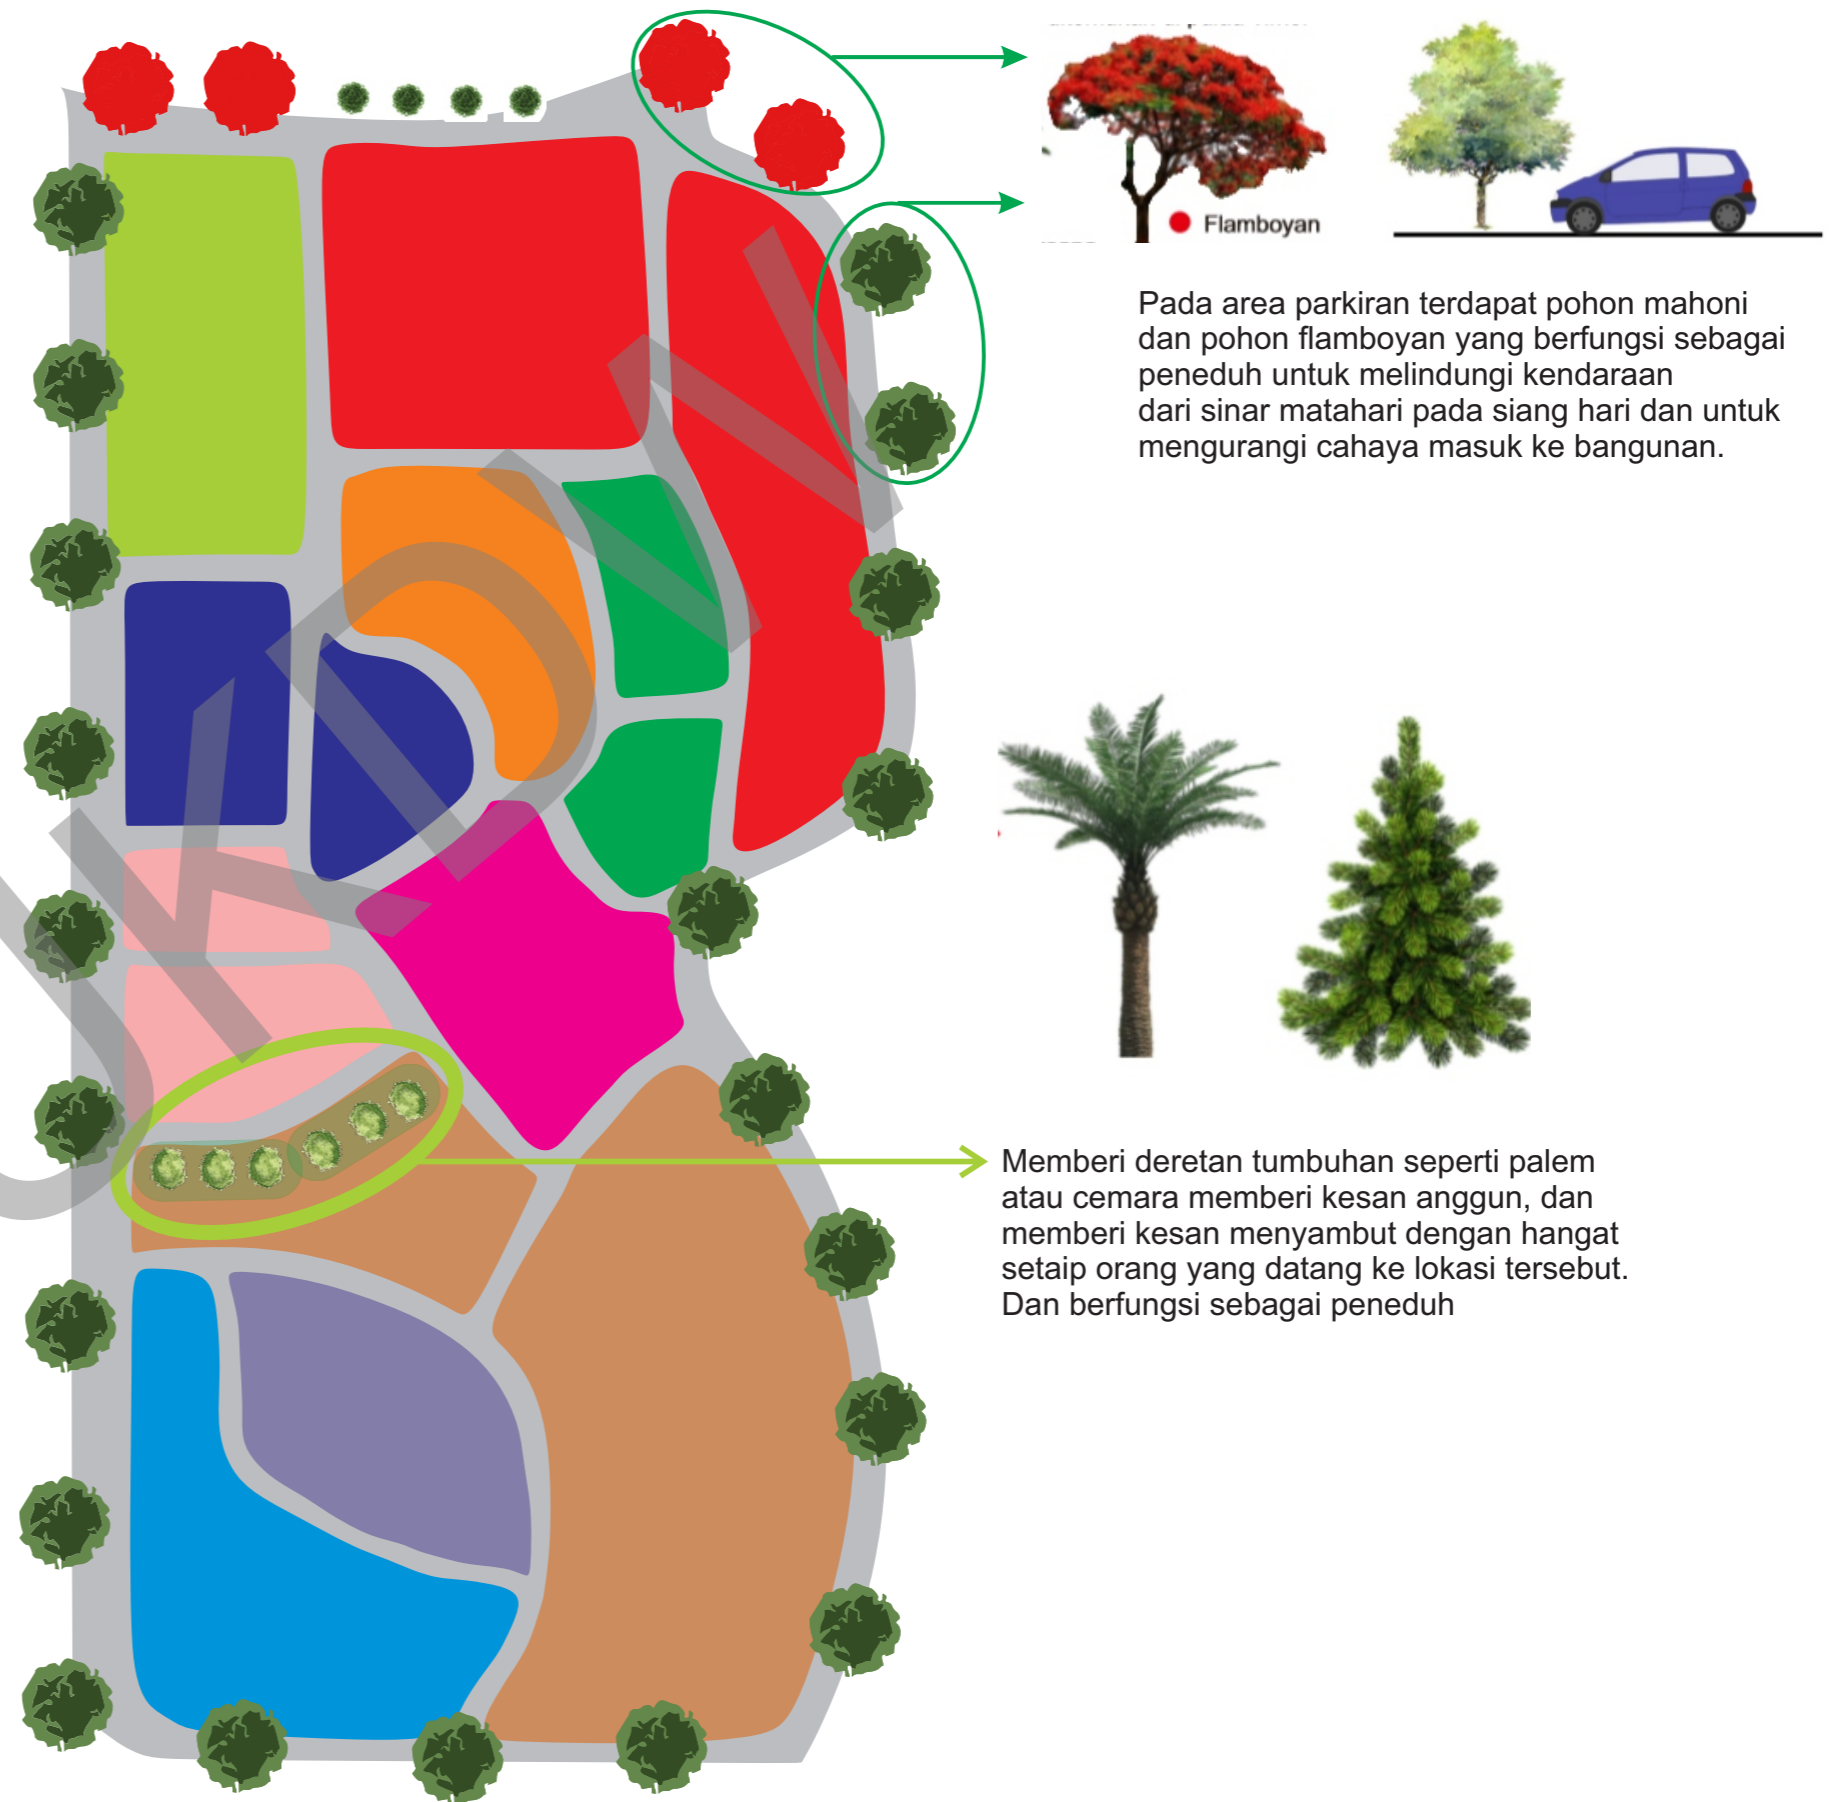 Flamboyan
Pada area parkiran terdapat pohon mahoni
dan pohon flamboyan yang berfungsi sebagai
peneduh untuk melindungi kendaraan
dari sinar matahari pada siang hari dan untuk
mengurangi cahaya masuk ke bangunan.
Memberi deretan tumbuhan seperti palem
atau cemara memberi kesan anggun, dan
memberi kesan menyambut dengan hangat
setaip orang yang datang ke lokasi tersebut.
Dan berfungsi sebagai peneduh